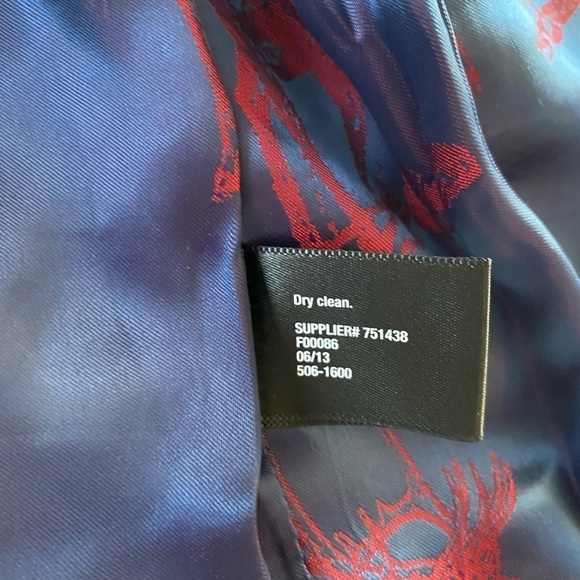 Dry clean.
SUPPLIER# 751438
F00086
06/13
506-1600